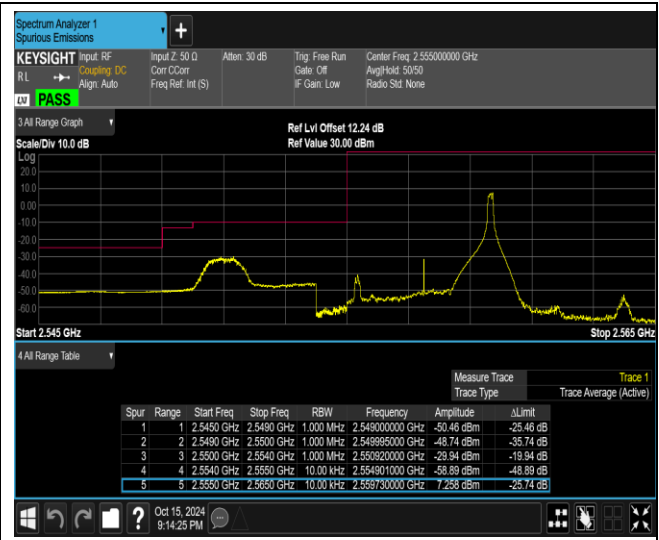 Spectrum Analyzer 1
Spurious Emissions
KEYSIGHT Input: RF Input Z: 50 Ω Atten: 30 dB Trig: Free Run Center Freq: 2.555000000 GHz
R L Coupling: DC Corr CCorr Gate: Off Avg|Hold: 50/50
Align: Auto Freq Ref: Int (S) IF Gain: Low Radio Std: None
LXI PASS
3 All Range Graph
Ref Lvl Offset 12.24 dB
Scale/Div 10.0 dB Ref Value 30.00 dBm
Log
20.0
10.0
0.00
-10.0
-20.0
-30.0
-40.0
-50.0
-60.0
Start 2.545 GHz Stop 2.565 GHz
4 All Range Table
Measure Trace Trace 1
Trace Type Trace Average (Active)
Spur Range Start Freq Stop Freq RBW Frequency Amplitude ΔLimit
1 1 2.5450 GHz 2.5490 GHz 1.000 MHz 2.549000000 GHz -50.46 dBm -25.46 dB
2 2 2.5490 GHz 2.5500 GHz 1.000 MHz 2.549995000 GHz -48.74 dBm -35.74 dB
3 3 2.5500 GHz 2.5540 GHz 1.000 MHz 2.550920000 GHz -29.94 dBm -19.94 dB
4 4 2.5540 GHz 2.5550 GHz 10.00 kHz 2.554901000 GHz -58.89 dBm -48.89 dB
5 5 2.5550 GHz 2.5650 GHz 10.00 kHz 2.559730000 GHz 7.258 dBm -25.74 dB
? Oct 15, 2024
9:14:25 PM